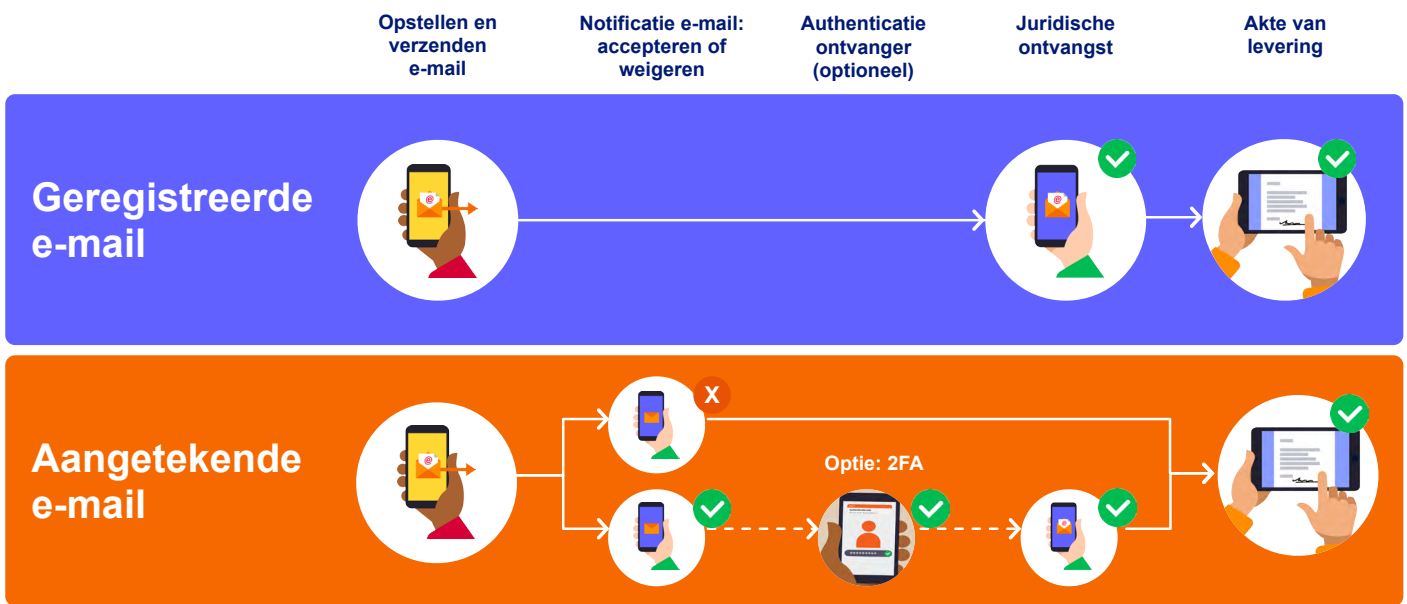 Opstellen en
verzenden
e-mail
Notificatie e-mail:
accepteren of
weigeren
Authenticatie
ontvanger
(optioneel)
Juridische
ontvangst
Akte van
levering
Geregistreerde
e-mail
@
@
Aangetekende
e-mail
@
X
Optie: 2FA
@